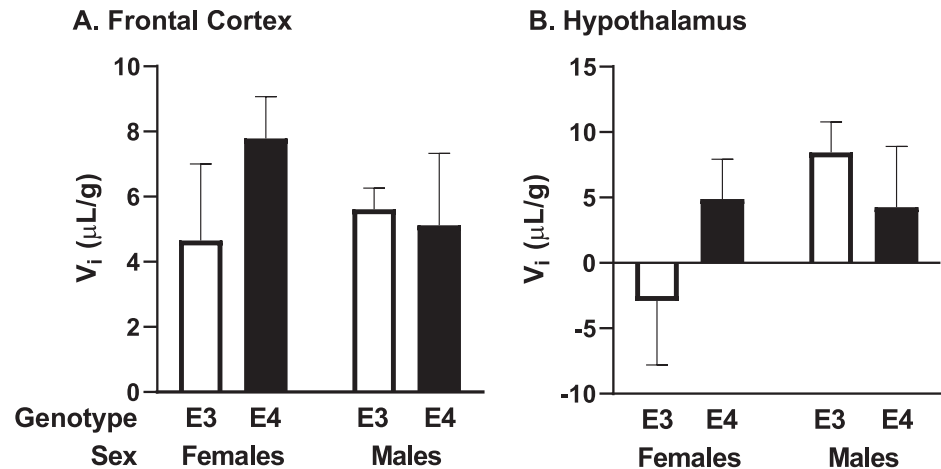 A. Frontal Cortex
Vi (μL/g)
10
8
6
4
2
0
Genotype E3 E4 E3 E4
Sex Females Males
B. Hypothalamus
Vi (μL/g)
15
10
5
0
-5
-10
E3 E4 E3 E4
Females Males